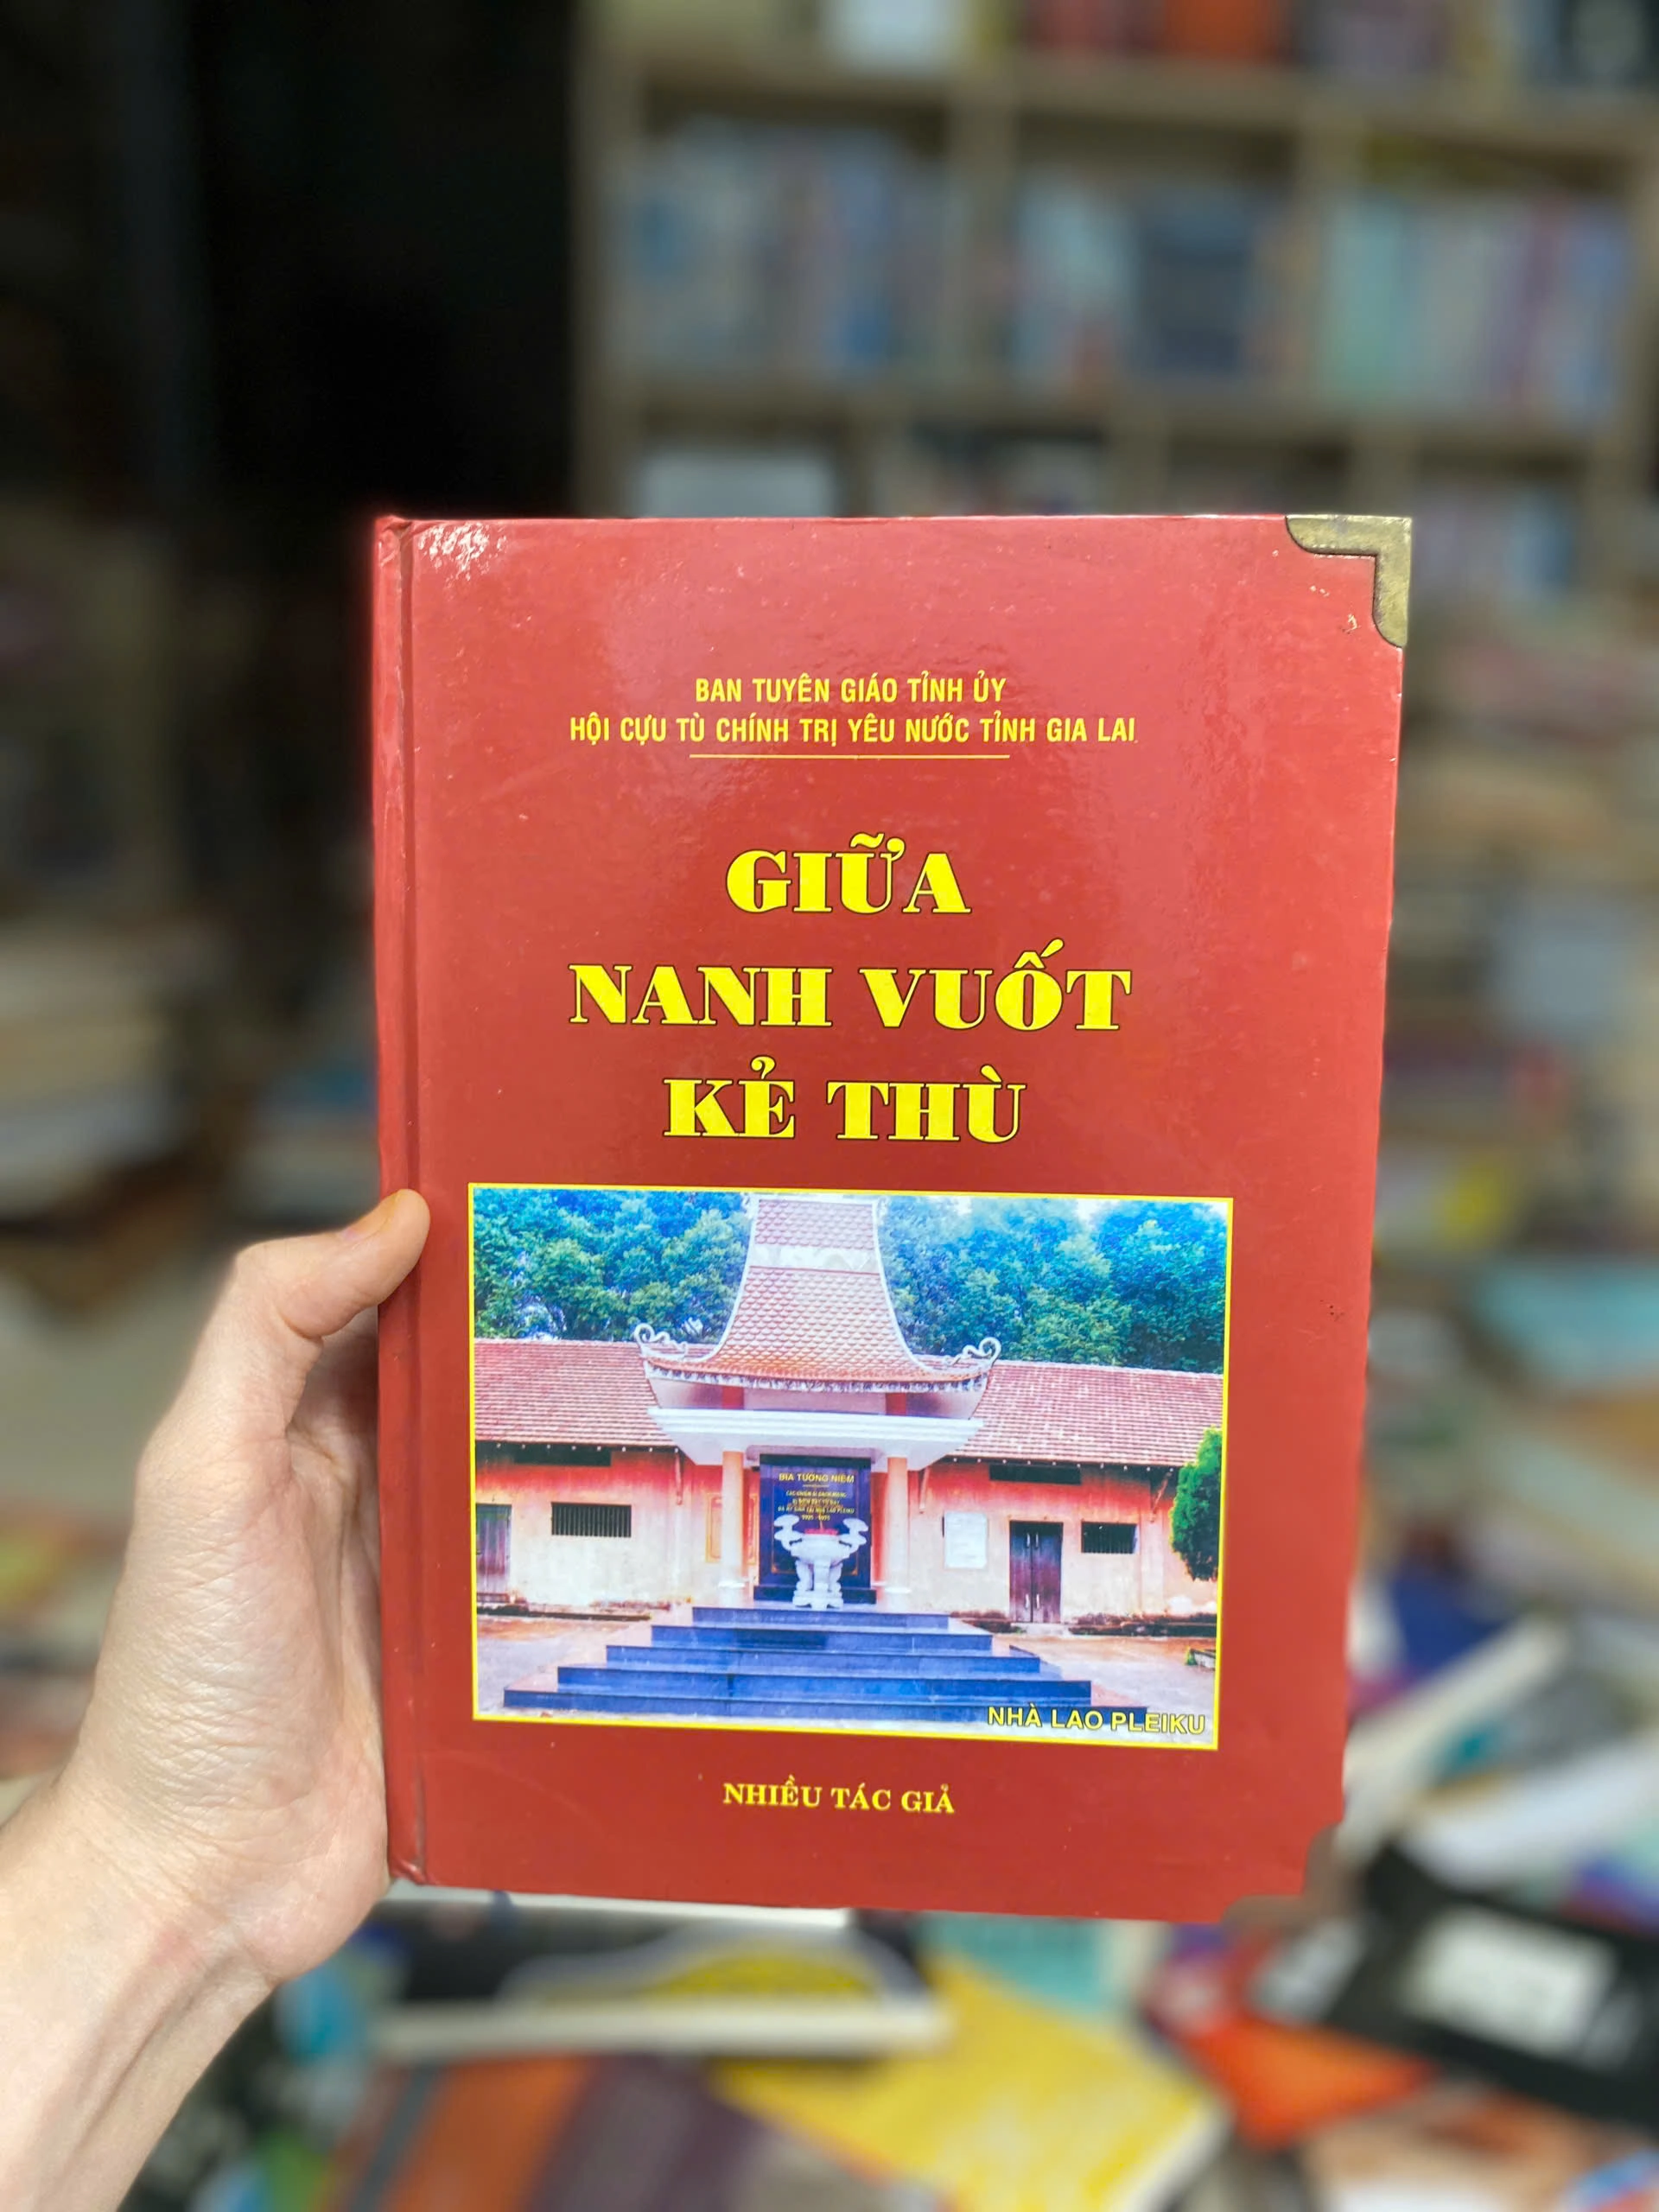 BAN TUYÊN GIÁO TỈNH ỦY
HỘI CỰU TÙ CHÍNH TRỊ YÊU NƯỚC TỈNH GIA LAI
GIỮA
NANH VUỐT
KẺ THÙ
BIA TƯỞNG NIỆM
NHÀ LAO PLEIKU
NHIỀU TÁC GIẢ